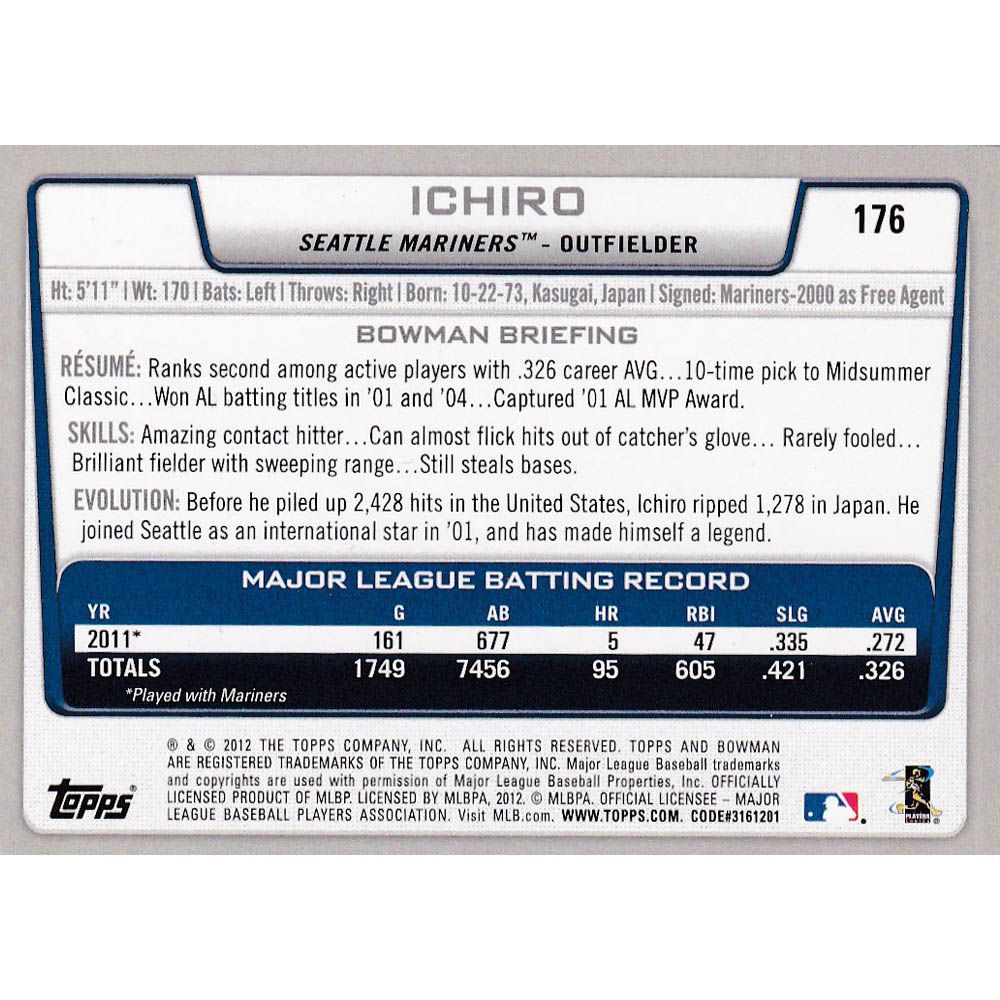 ICHIRO
176
SEATTLE MARINERS™ - OUTFIELDER
Ht: 5'11" | Wt: 170 | Bats: Left | Throws: Right | Born: 10-22-73, Kasugai, Japan | Signed: Mariners-2000 as Free Agent
BOWMAN BRIEFING
RÉSUMÉ: Ranks second among active players with .326 career AVG...10-time pick to Midsummer
Classic...Won AL batting titles in '01 and '04...Captured '01 AL MVP Award.
SKILLS: Amazing contact hitter...Can almost flick hits out of catcher's glove... Rarely fooled...
Brilliant fielder with sweeping range...Still steals bases.
EVOLUTION: Before he piled up 2,428 hits in the United States, Ichiro ripped 1,278 in Japan. He
joined Seattle as an international star in '01, and has made himself a legend.
MAJOR LEAGUE BATTING RECORD
YR G AB HR RBI SLG AVG
2011* 161 677 5 47 .335 .272
TOTALS 1749 7456 95 605 .421 .326
*Played with Mariners
® & © 2012 THE TOPPS COMPANY, INC. ALL RIGHTS RESERVED. TOPPS AND BOWMAN
ARE REGISTERED TRADEMARKS OF THE TOPPS COMPANY, INC. Major League Baseball trademarks
and copyrights are used with permission of Major League Baseball Properties, Inc. OFFICIALLY
LICENSED PRODUCT OF MLBP. LICENSED BY MLBPA, 2012. © MLBPA. OFFICIAL LICENSEE – MAJOR
LEAGUE BASEBALL PLAYERS ASSOCIATION. Visit MLB.com. WWW.TOPPS.COM. CODE#3161201
Topps®
PLAYERS